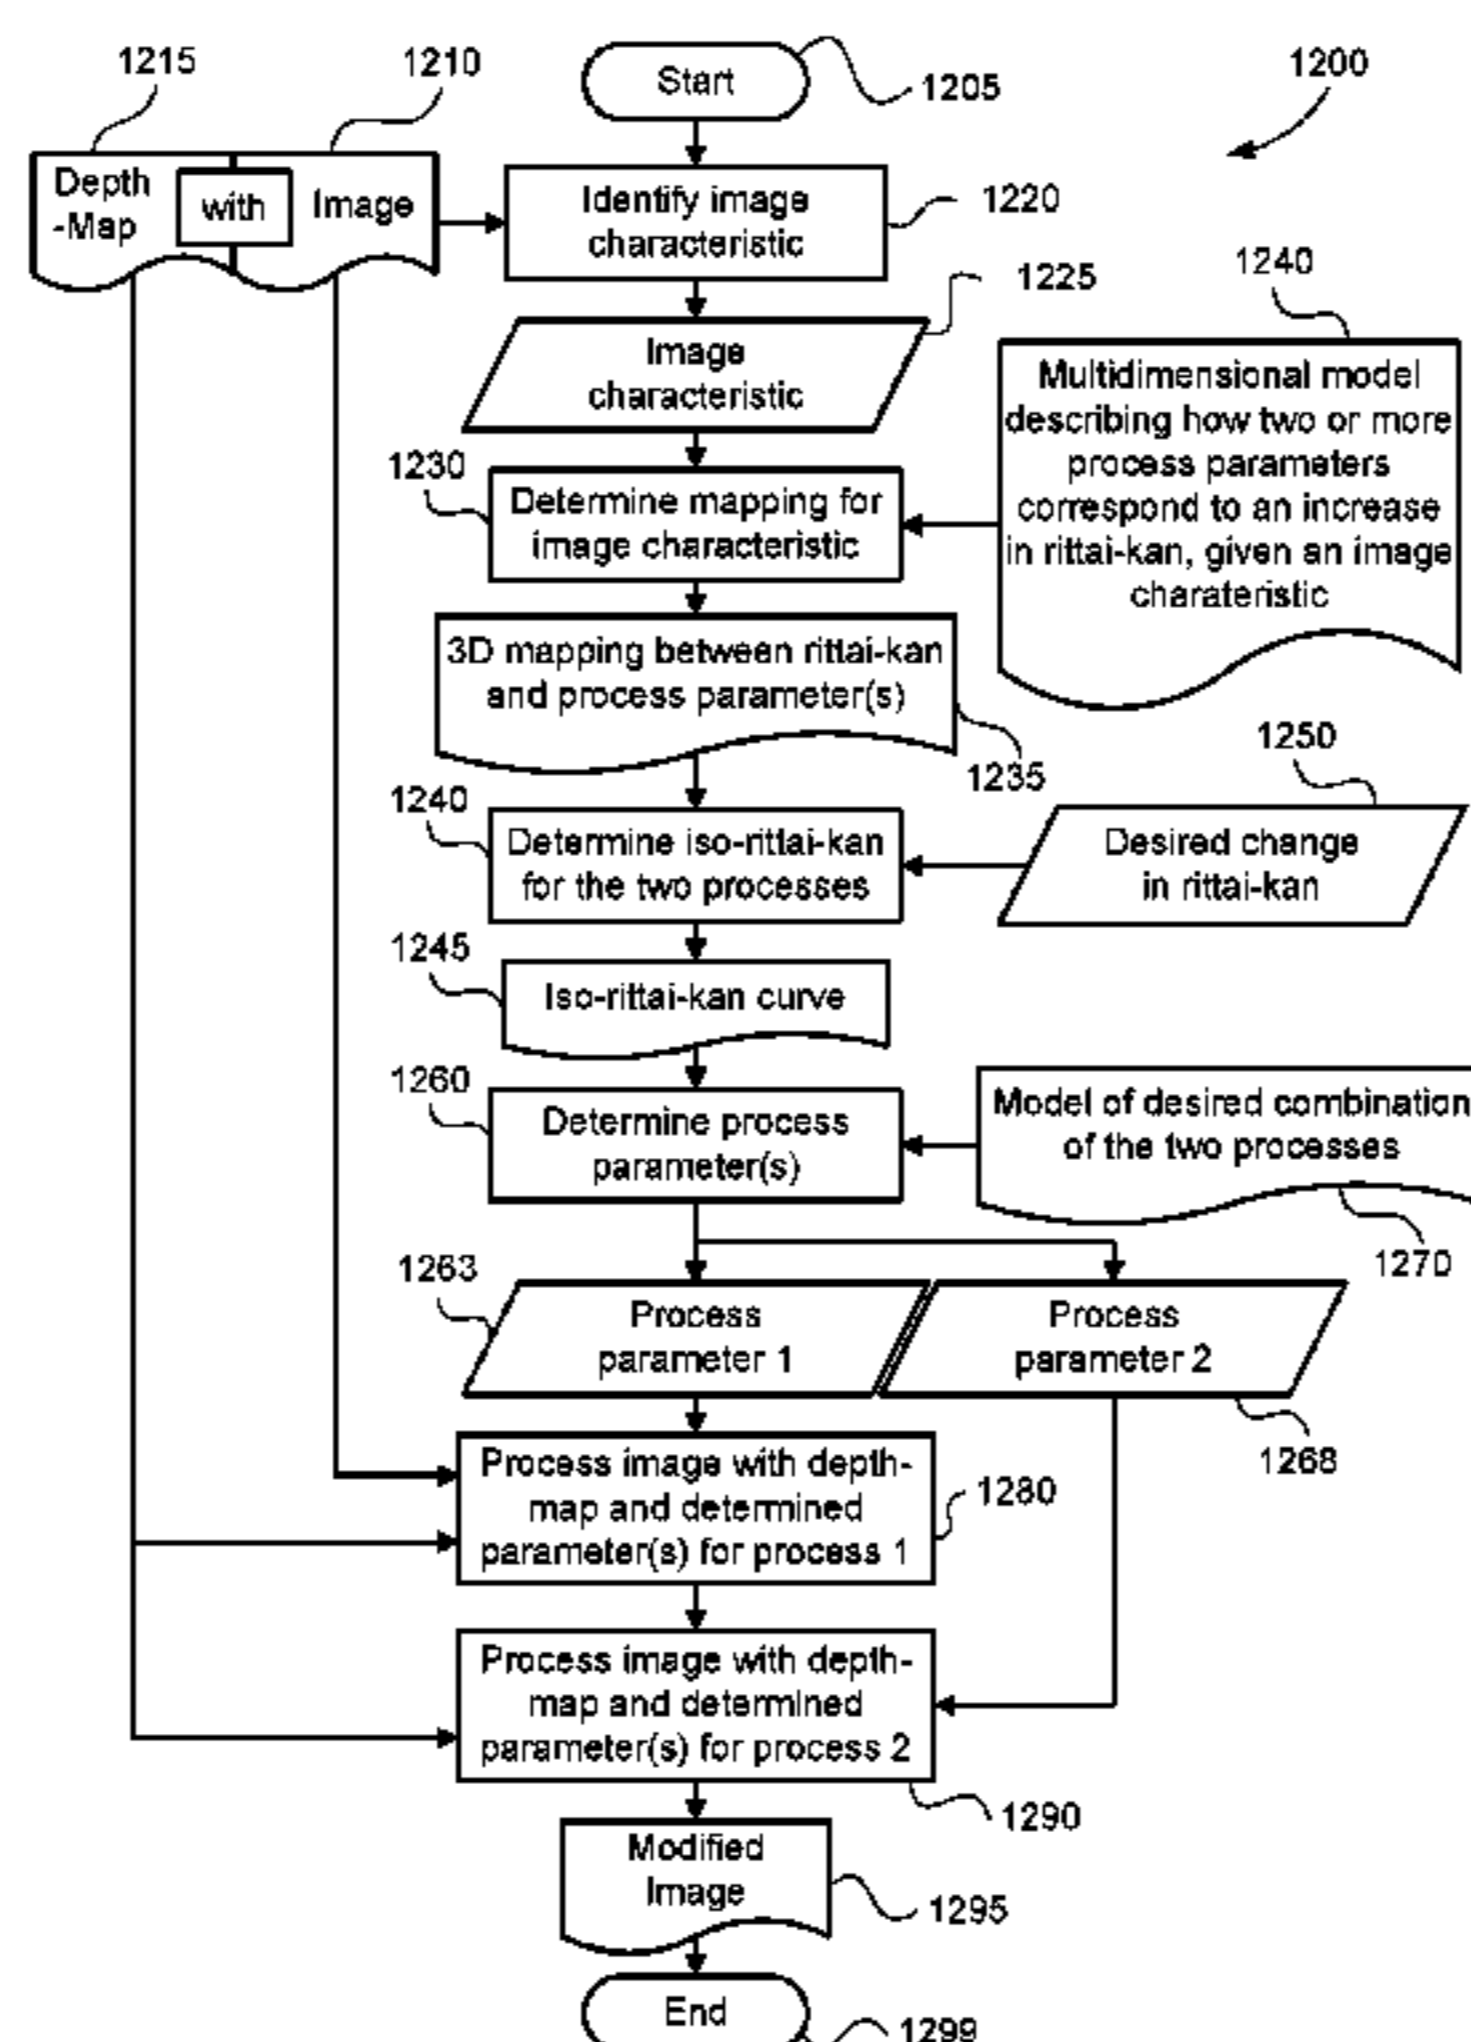 1215
1210
Start
1205
1200
Depth
-Map
with
Image
Identify image
characteristic
1220
1225
Image
characteristic
1240
Multidimensional model
describing how two or more
process parameters
correspond to an increase
in rittai-kan, given an image
charateristic
1230
Determine mapping for
image characteristic
3D mapping between rittai-kan
and process parameter(s)
1235
1250
1240
Determine iso-rittai-kan
for the two processes
Desired change
in rittai-kan
1245
Iso-rittai-kan curve
1260
Determine process
parameter(s)
Model of desired combination
of the two processes
1270
1263
Process
parameter 1
Process
parameter 2
1268
Process image with depth-
map and determined
parameter(s) for process 1
1280
Process image with depth-
map and determined
parameter(s) for process 2
1290
Modified
Image
1295
End
1299